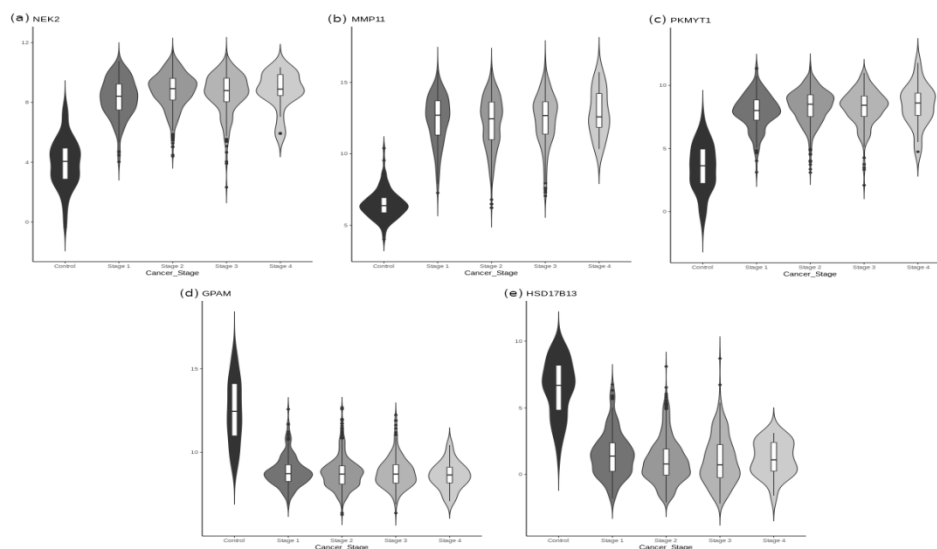 (a) NEK2
12
8
4
0
Control Stage 1 Stage 2 Stage 3 Stage 4
Cancer_Stage
(b) MMP11
15
10
5
Control Stage 1 Stage 2 Stage 3 Stage 4
Cancer_Stage
(c) PKMYT1
10
5
0
Control Stage 1 Stage 2 Stage 3 Stage 4
Cancer_Stage
(d) GPAM
15
10
Control Stage 1 Stage 2 Stage 3 Stage 4
Cancer_Stage
(e) HSD17B13
10
5
0
Control Stage 1 Stage 2 Stage 3 Stage 4
Cancer_Stage